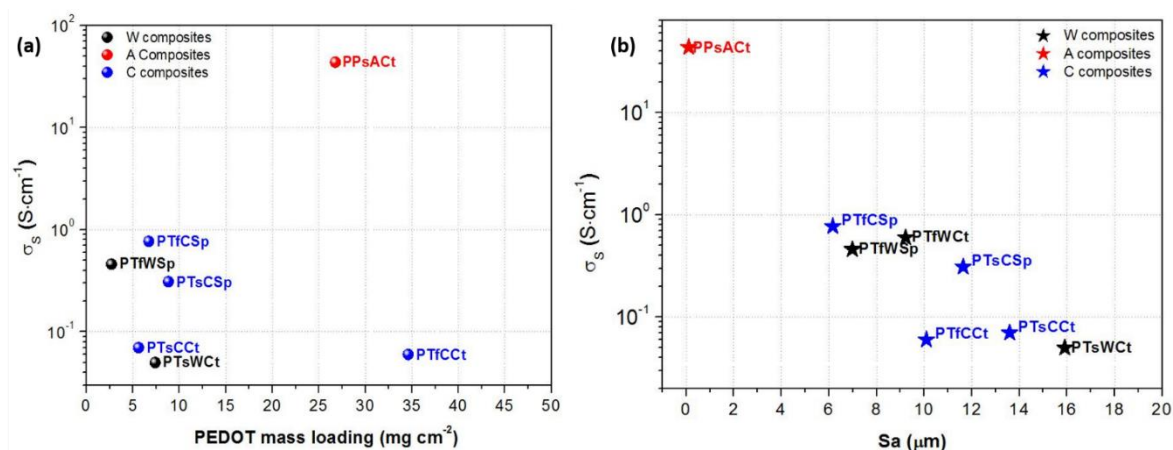 (a)
W composites
A Composites
C composites
PPsACt
PTfCSp
PTfWSp
PTsCSp
PTsCCt
PTsWCt
PTfCCt
10²
10¹
10⁰
10⁻¹
σS (S·cm⁻¹)
0 5 10 15 20 25 30 35 40 45 50
PEDOT mass loading (mg cm⁻²)
(b)
W composites
A composites
C composites
PPsACt
PTfCSp
PTfWCt
PTfWSp
PTsCSp
PTfCCt
PTsCCt
PTsWCt
10¹
10⁰
10⁻¹
σS (S·cm⁻¹)
0 2 4 6 8 10 12 14 16 18 20
Sa (μm)